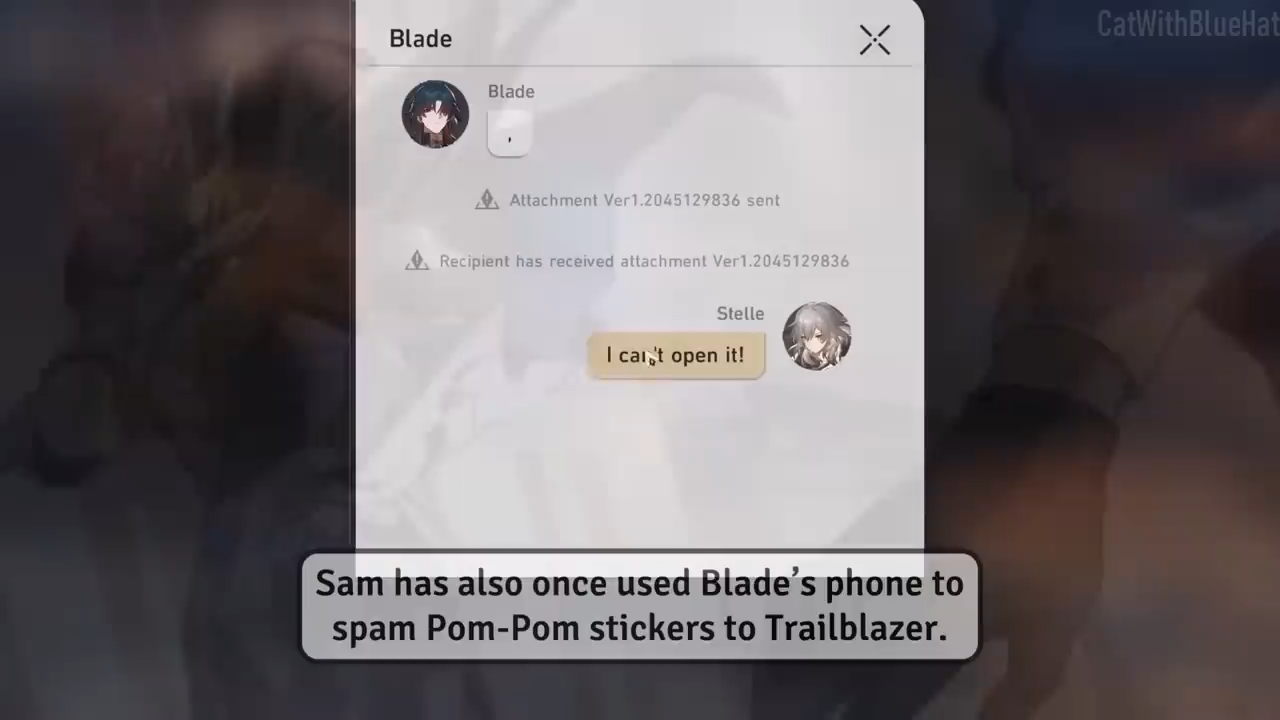 CatWithBlueHat
Blade
Blade
,
Attachment Ver1.2045129836 sent
Recipient has received attachment Ver1.2045129836
Stelle
I can't open it!
Sam has also once used Blade’s phone to
spam Pom-Pom stickers to Trailblazer.